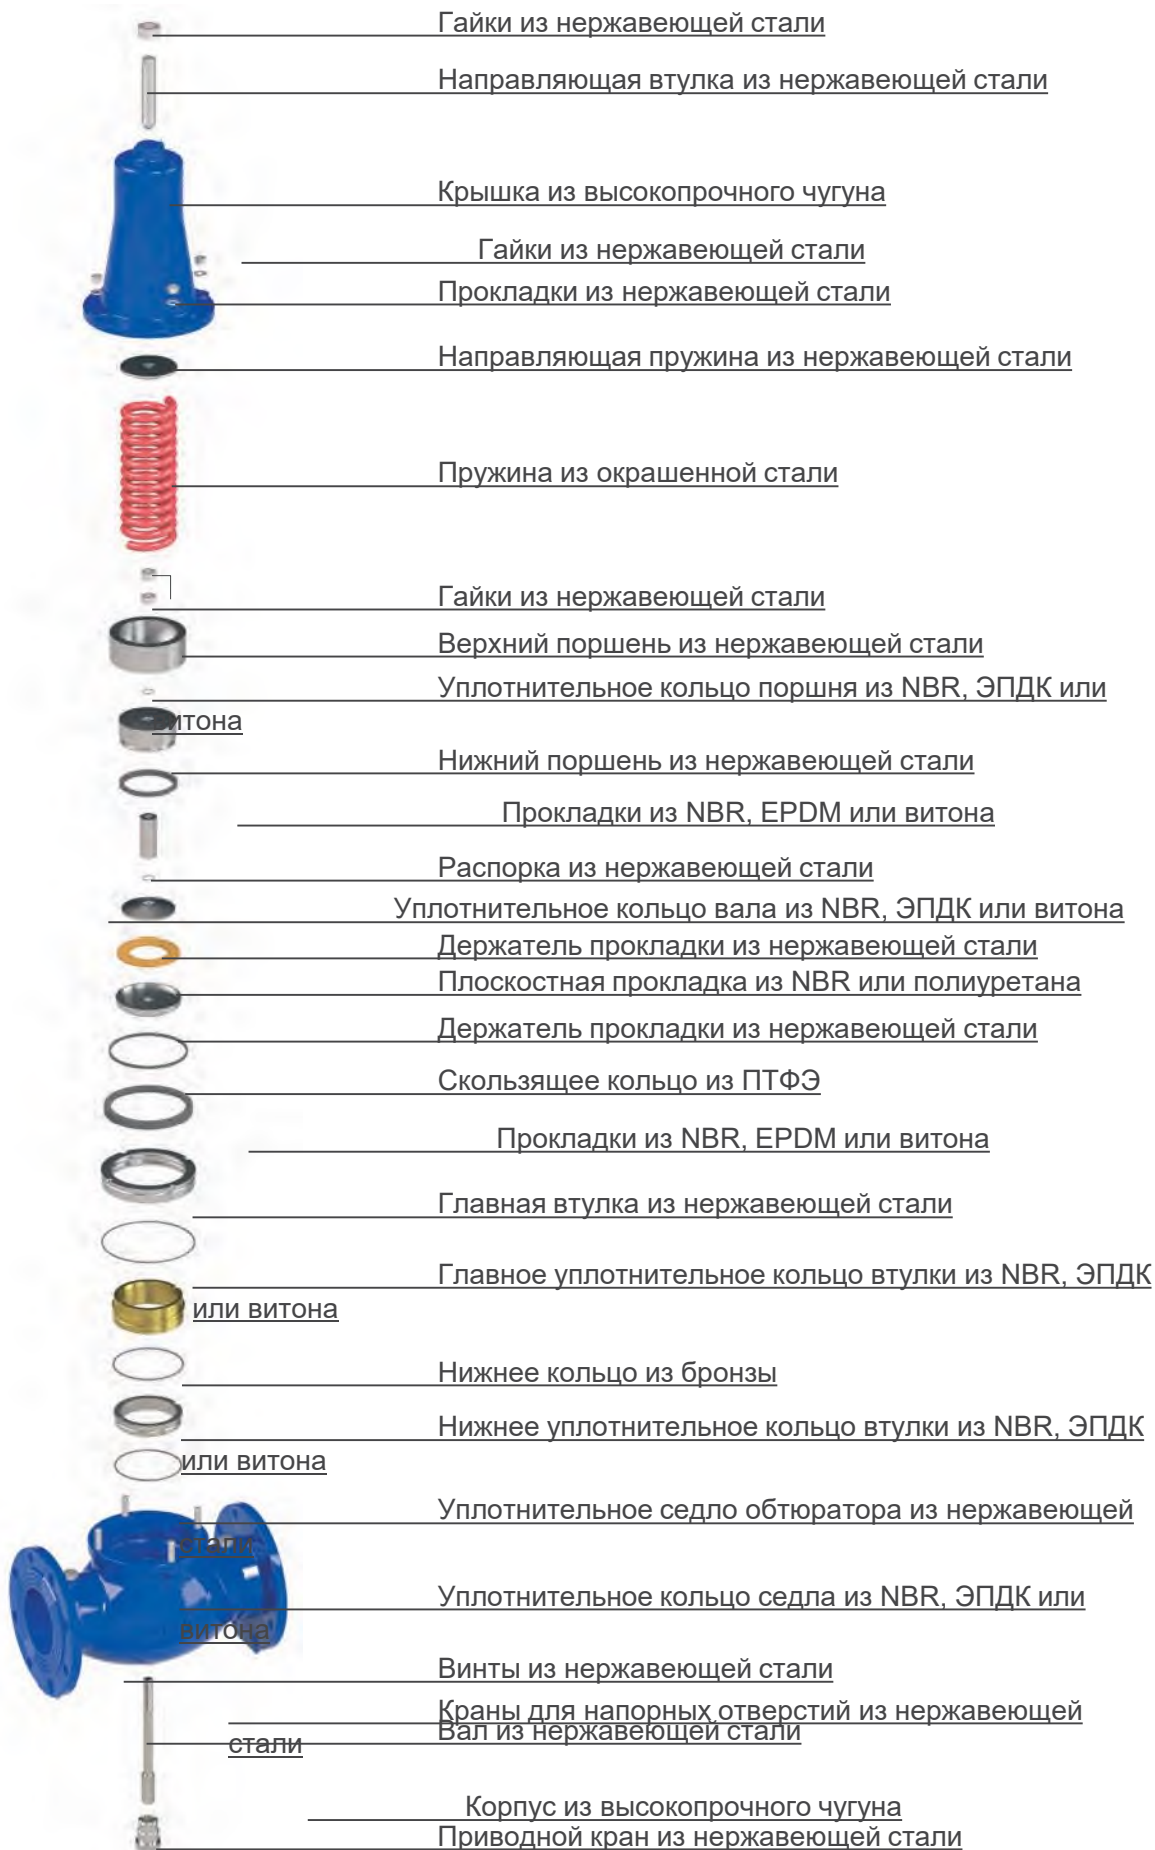 Гайки из нержавеющей стали
Направляющая втулка из нержавеющей стали
Крышка из высокопрочного чугуна
Гайки из нержавеющей стали
Прокладки из нержавеющей стали
Направляющая пружина из нержавеющей стали
Пружина из окрашенной стали
Гайки из нержавеющей стали
Верхний поршень из нержавеющей стали
Уплотнительное кольцо поршня из NBR, ЭПДК или
витона
Нижний поршень из нержавеющей стали
Прокладки из NBR, EPDM или витона
Распорка из нержавеющей стали
Уплотнительное кольцо вала из NBR, ЭПДК или витона
Держатель прокладки из нержавеющей стали
Плоскостная прокладка из NBR или полиуретана
Держатель прокладки из нержавеющей стали
Скользящее кольцо из ПТФЭ
Прокладки из NBR, EPDM или витона
Главная втулка из нержавеющей стали
Главное уплотнительное кольцо втулки из NBR, ЭПДК
или витона
Нижнее кольцо из бронзы
Нижнее уплотнительное кольцо втулки из NBR, ЭПДК
или витона
Уплотнительное седло обтюратора из нержавеющей
стали
Уплотнительное кольцо седла из NBR, ЭПДК или
витона
Винты из нержавеющей стали
Краны для напорных отверстий из нержавеющей
стали
Вал из нержавеющей стали
Корпус из высокопрочного чугуна
Приводной кран из нержавеющей стали